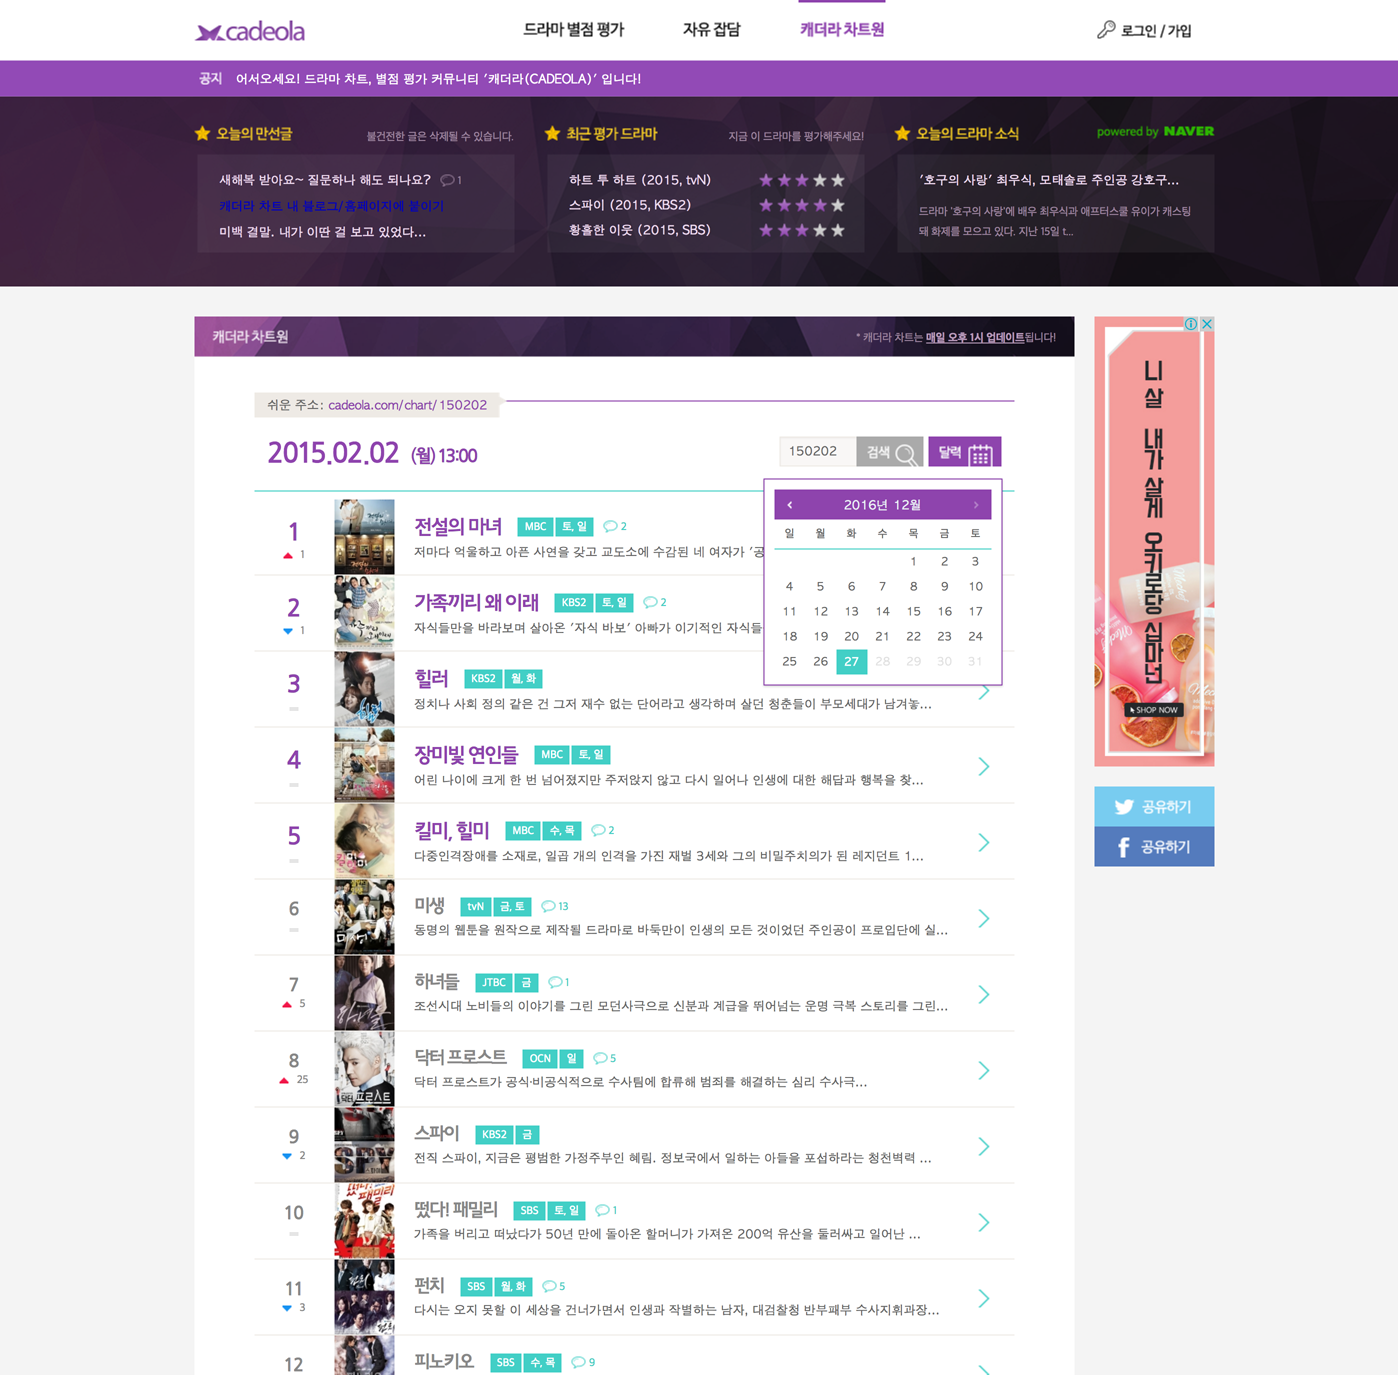 cadeola
드라마 별점 평가
자유 잡담
캐더라 차트원
로그인 / 가입
공지 어서오세요! 드라마 차트, 별점 평가 커뮤니티 '캐더라(CADEOLA)' 입니다!
오늘의 만선글 불건전한 글은 삭제될 수 있습니다.
새해복 받아요~ 질문하나 해도 되나요? 1
캐더라 차트 내 블로그/홈페이지에 붙이기
미백 결말. 내가 이딴 걸 보고 있었다...
최근 평가 드라마 지금 이 드라마를 평가해주세요!
하트 투 하트 (2015, tvN)
스파이 (2015, KBS2)
황홀한 이웃 (2015, SBS)
오늘의 드라마 소식 powered by NAVER
'호구의 사랑' 최우식, 모태솔로 주인공 강호구...
드라마 '호구의 사랑'에 배우 최우식과 애프터스쿨 유이가 캐스팅
돼 화제를 모으고 있다. 지난 15일 t...
캐더라 차트원 * 캐더라 차트는 매일 오후 1시 업데이트됩니다!
쉬운 주소: cadeola.com/chart/150202
2015.02.02 (월) 13:00
150202 검색 달력
2016년 12월
일 월 화 수 목 금 토
1 2 3
4 5 6 7 8 9 10
11 12 13 14 15 16 17
18 19 20 21 22 23 24
25 26 27 28 29 30 31
1 전설의 마녀 MBC 토, 일 2
1 저마다 억울하고 아픈 사연을 갖고 교도소에 수감된 네 여자가 '공
2 가족끼리 왜 이래 KBS2 토, 일 2
1 자식들만을 바라보며 살아온 '자식 바보' 아빠가 이기적인 자식들
3 힐러 KBS2 월, 화
정치나 사회 정의 같은 건 그저 재수 없는 단어라고 생각하며 살던 청춘들이 부모세대가 남겨놓...
4 장미빛 연인들 MBC 토, 일
어린 나이에 크게 한 번 넘어졌지만 주저앉지 않고 다시 일어나 인생에 대한 해답과 행복을 찾...
5 킬미, 힐미 MBC 수, 목 2
다중인격장애를 소재로, 일곱 개의 인격을 가진 재벌 3세와 그의 비밀주치의가 된 레지던트 1...
6 미생 tvN 금, 토 13
동명의 웹툰을 원작으로 제작될 드라마로 바둑만이 인생의 모든 것이었던 주인공이 프로입단에 실...
7 하녀들 JTBC 금 1
5 조선시대 노비들의 이야기를 그린 모던사극으로 신분과 계급을 뛰어넘는 운명 극복 스토리를 그린...
8 닥터 프로스트 OCN 일 5
25 닥터 프로스트가 공식·비공식적으로 수사팀에 합류해 범죄를 해결하는 심리 수사극...
9 스파이 KBS2 금
2 전직 스파이, 지금은 평범한 가정주부인 혜림. 정보국에서 일하는 아들을 포섭하라는 청천벽력 ...
10 떴다! 패밀리 SBS 토, 일 1
가족을 버리고 떠났다가 50년 만에 돌아온 할머니가 가져온 200억 유산을 둘러싸고 일어난 ...
11 펀치 SBS 월, 화 5
3 다시는 오지 못할 이 세상을 건너가면서 인생과 작별하는 남자, 대검찰청 반부패부 수사지휘과장...
12 피노키오 SBS 수, 목 9
니 살 내가 살게 오키로당 십마넌
SHOP NOW
공유하기
공유하기